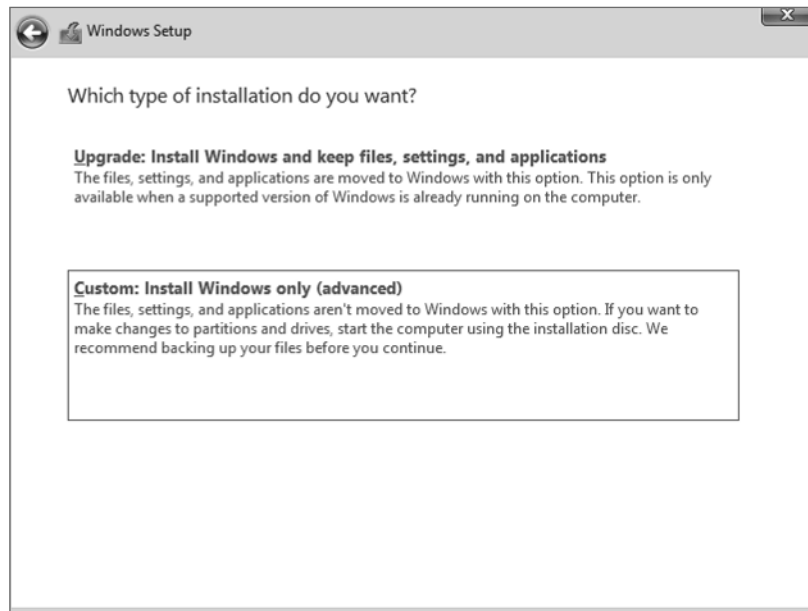 Windows Setup
Which type of installation do you want?
Upgrade: Install Windows and keep files, settings, and applications
The files, settings, and applications are moved to Windows with this option. This option is only
available when a supported version of Windows is already running on the computer.
Custom: Install Windows only (advanced)
The files, settings, and applications aren't moved to Windows with this option. If you want to
make changes to partitions and drives, start the computer using the installation disc. We
recommend backing up your files before you continue.